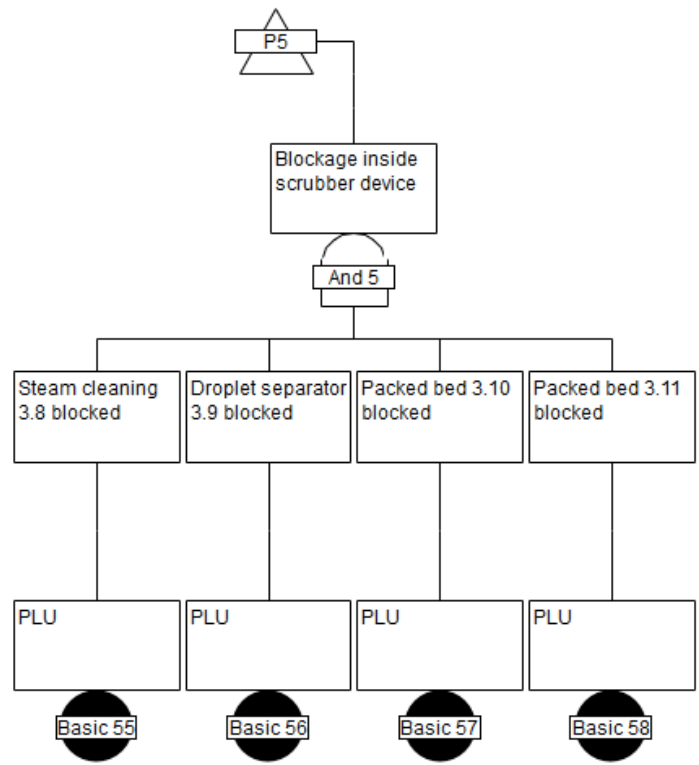 P5
Blockage inside
scrubber device
And 5
Steam cleaning
3.8 blocked
Droplet separator
3.9 blocked
Packed bed 3.10
blocked
Packed bed 3.11
blocked
PLU
PLU
PLU
PLU
Basic 55
Basic 56
Basic 57
Basic 58